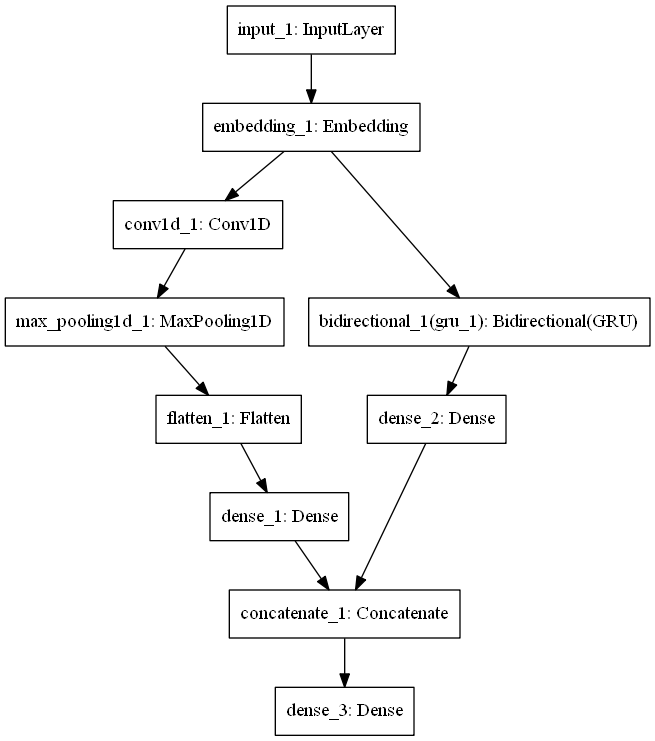 input_1: InputLayer
embedding_1: Embedding
conv1d_1: Conv1D
max_pooling1d_1: MaxPooling1D
bidirectional_1(gru_1): Bidirectional(GRU)
flatten_1: Flatten
dense_2: Dense
dense_1: Dense
concatenate_1: Concatenate
dense_3: Dense